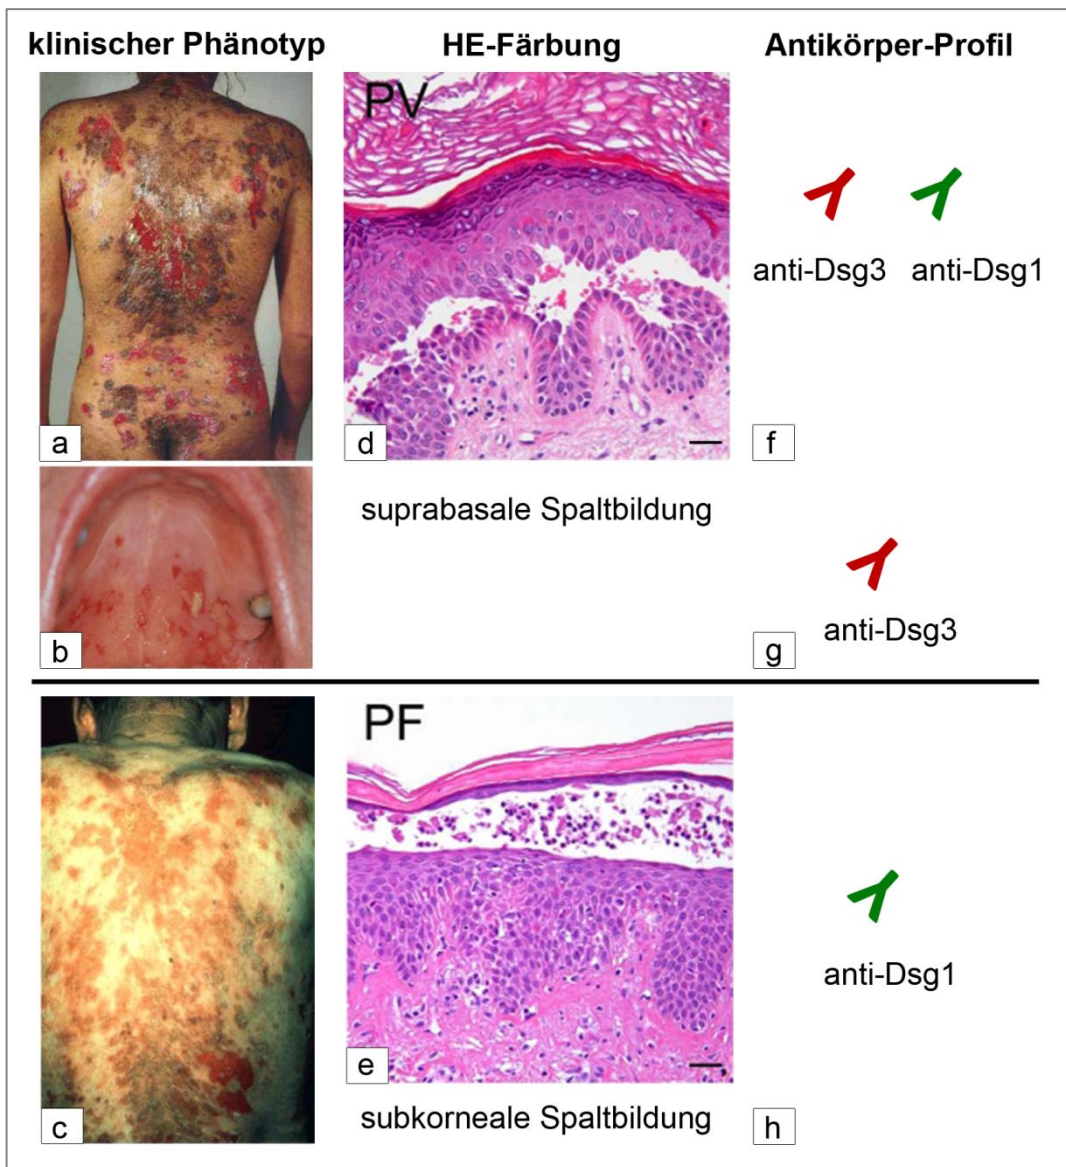 klinischer Phänotyp HE-Färbung Antikörper-Profil
PV
anti-Dsg3 anti-Dsg1
a d f
suprabasale Spaltbildung
b g anti-Dsg3
PF
anti-Dsg1
e
c subkorneale Spaltbildung h